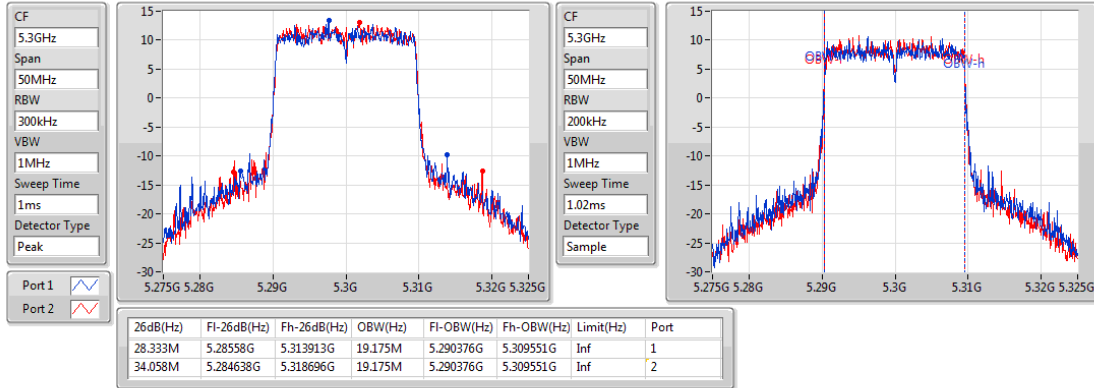 CF
5.3GHz
Span
50MHz
RBW
300kHz
VBW
1MHz
Sweep Time
1ms
Detector Type
Peak
Port 1
Port 2
15
10
5
0
-5
-10
-15
-20
-25
-30
5.275G 5.28G 5.29G 5.3G 5.31G 5.32G 5.325G
CF
5.3GHz
Span
50MHz
RBW
200kHz
VBW
1MHz
Sweep Time
1.02ms
Detector Type
Sample
15
10
5
0
-5
-10
-15
-20
-25
-30
OBW-h
5.275G 5.28G 5.29G 5.3G 5.31G 5.32G 5.325G
26dB(Hz) Fl-26dB(Hz) Fh-26dB(Hz) OBW(Hz) Fl-OBW(Hz) Fh-OBW(Hz) Limit(Hz) Port
28.333M 5.28558G 5.313913G 19.175M 5.290376G 5.309551G Inf 1
34.058M 5.284638G 5.318696G 19.175M 5.290376G 5.309551G Inf 2